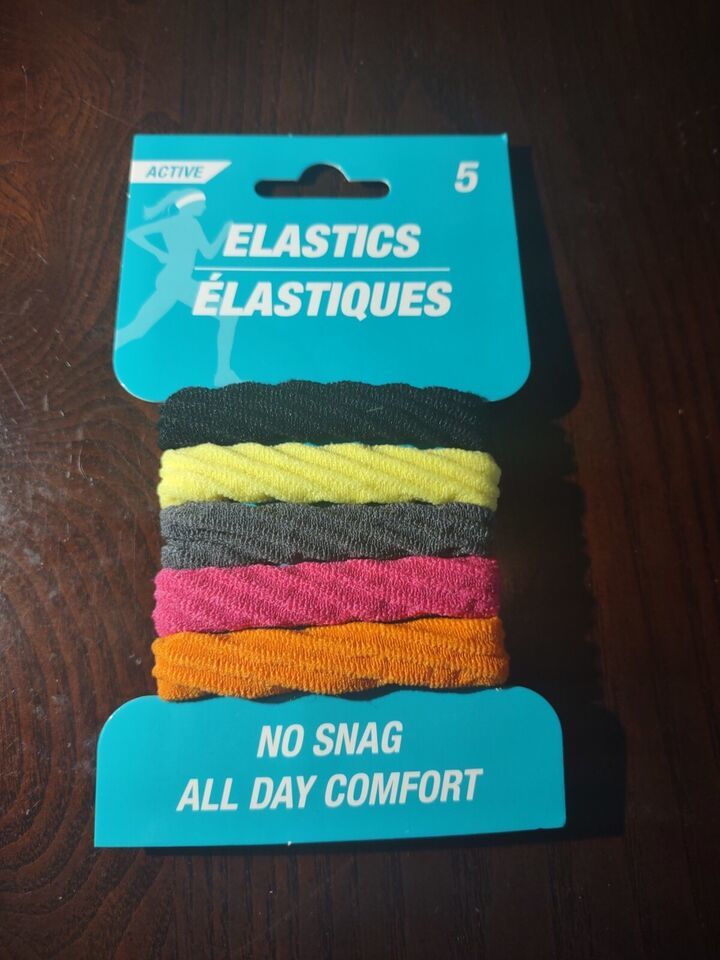 ACTIVE
5
ELASTICS
ÉLASTIQUES
NO SNAG
ALL DAY COMFORT